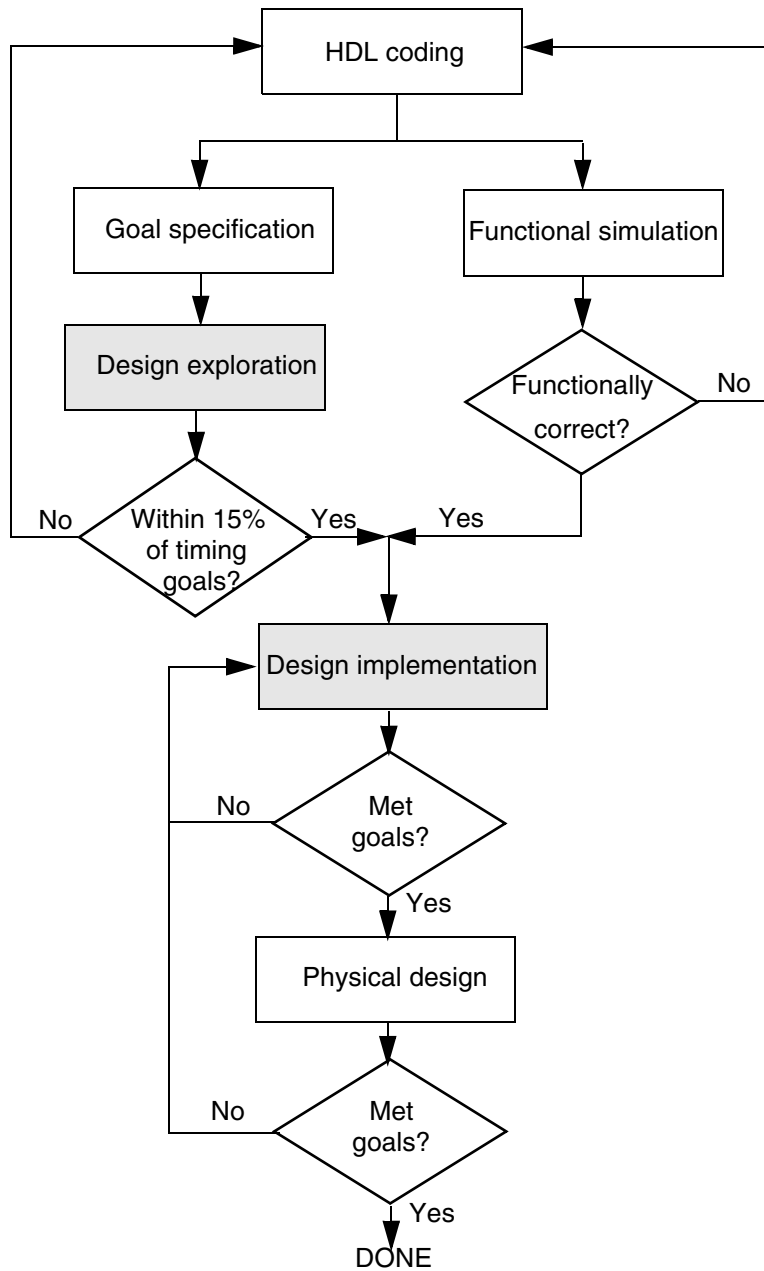 HDL coding
Goal specification
Functional simulation
Design exploration
Functionally
correct?
No
No
Within 15%
of timing
goals?
Yes
Yes
Design implementation
No
Met
goals?
Yes
Physical design
No
Met
goals?
Yes
DONE